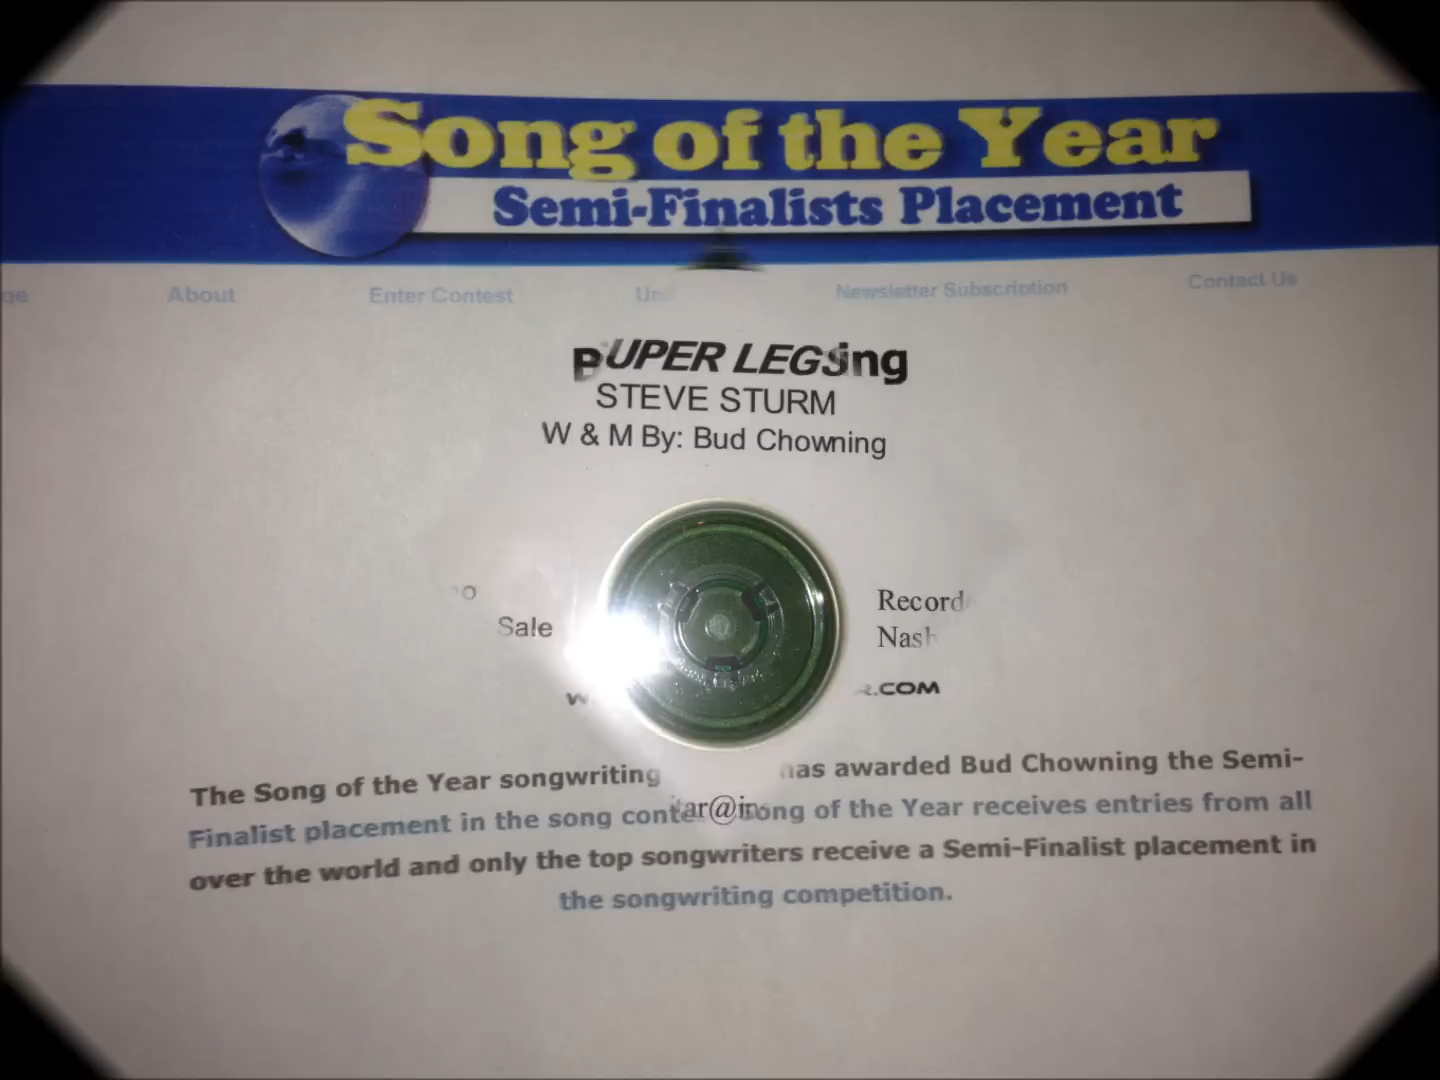 Song of the Year
Semi-Finalists Placement
About Enter Contest Newsletter Subscription Contact Us
UPER LEGS
STEVE STURM
W & M By: Bud Chowning
Sale
.COM
The Song of the Year songwriting has awarded Bud Chowning the Semi-
Finalist placement in the song Song of the Year receives entries from all
over the world and only the top songwriters receive a Semi-Finalist placement in
the songwriting competition.